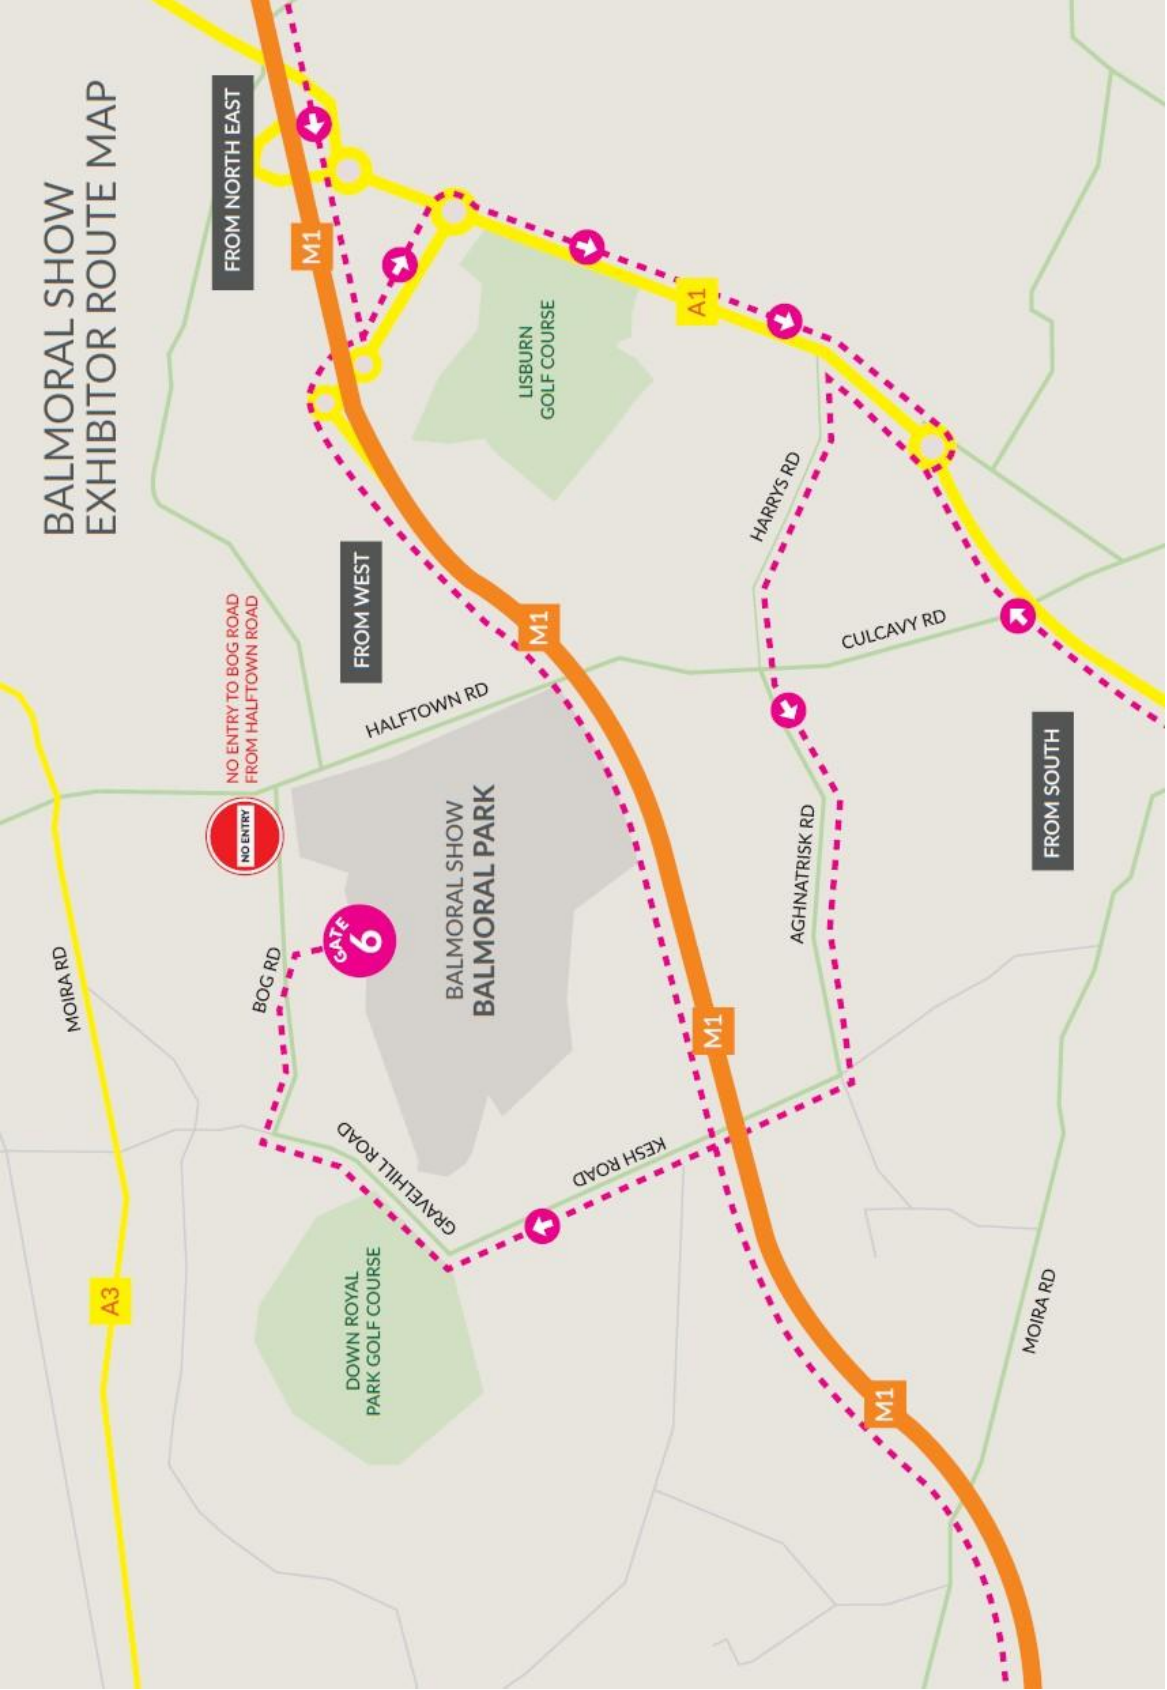 BALMORAL SHOW
EXHIBITOR ROUTE MAP
FROM NORTH EAST
M1
LISBURN
GOLF COURSE
A1
NO ENTRY TO BOG ROAD
FROM HALFTOWN ROAD
NO ENTRY
FROM WEST
HALFTOWN RD
M1
HARRYS RD
CULCAVY RD
MOIRA RD
BOG RD
GATE
6
BALMORAL SHOW
BALMORAL PARK
AGHNATRISK RD
FROM SOUTH
M1
GRAVELHILL ROAD
KESH ROAD
A3
DOWN ROYAL
PARK GOLF COURSE
M1
MOIRA RD